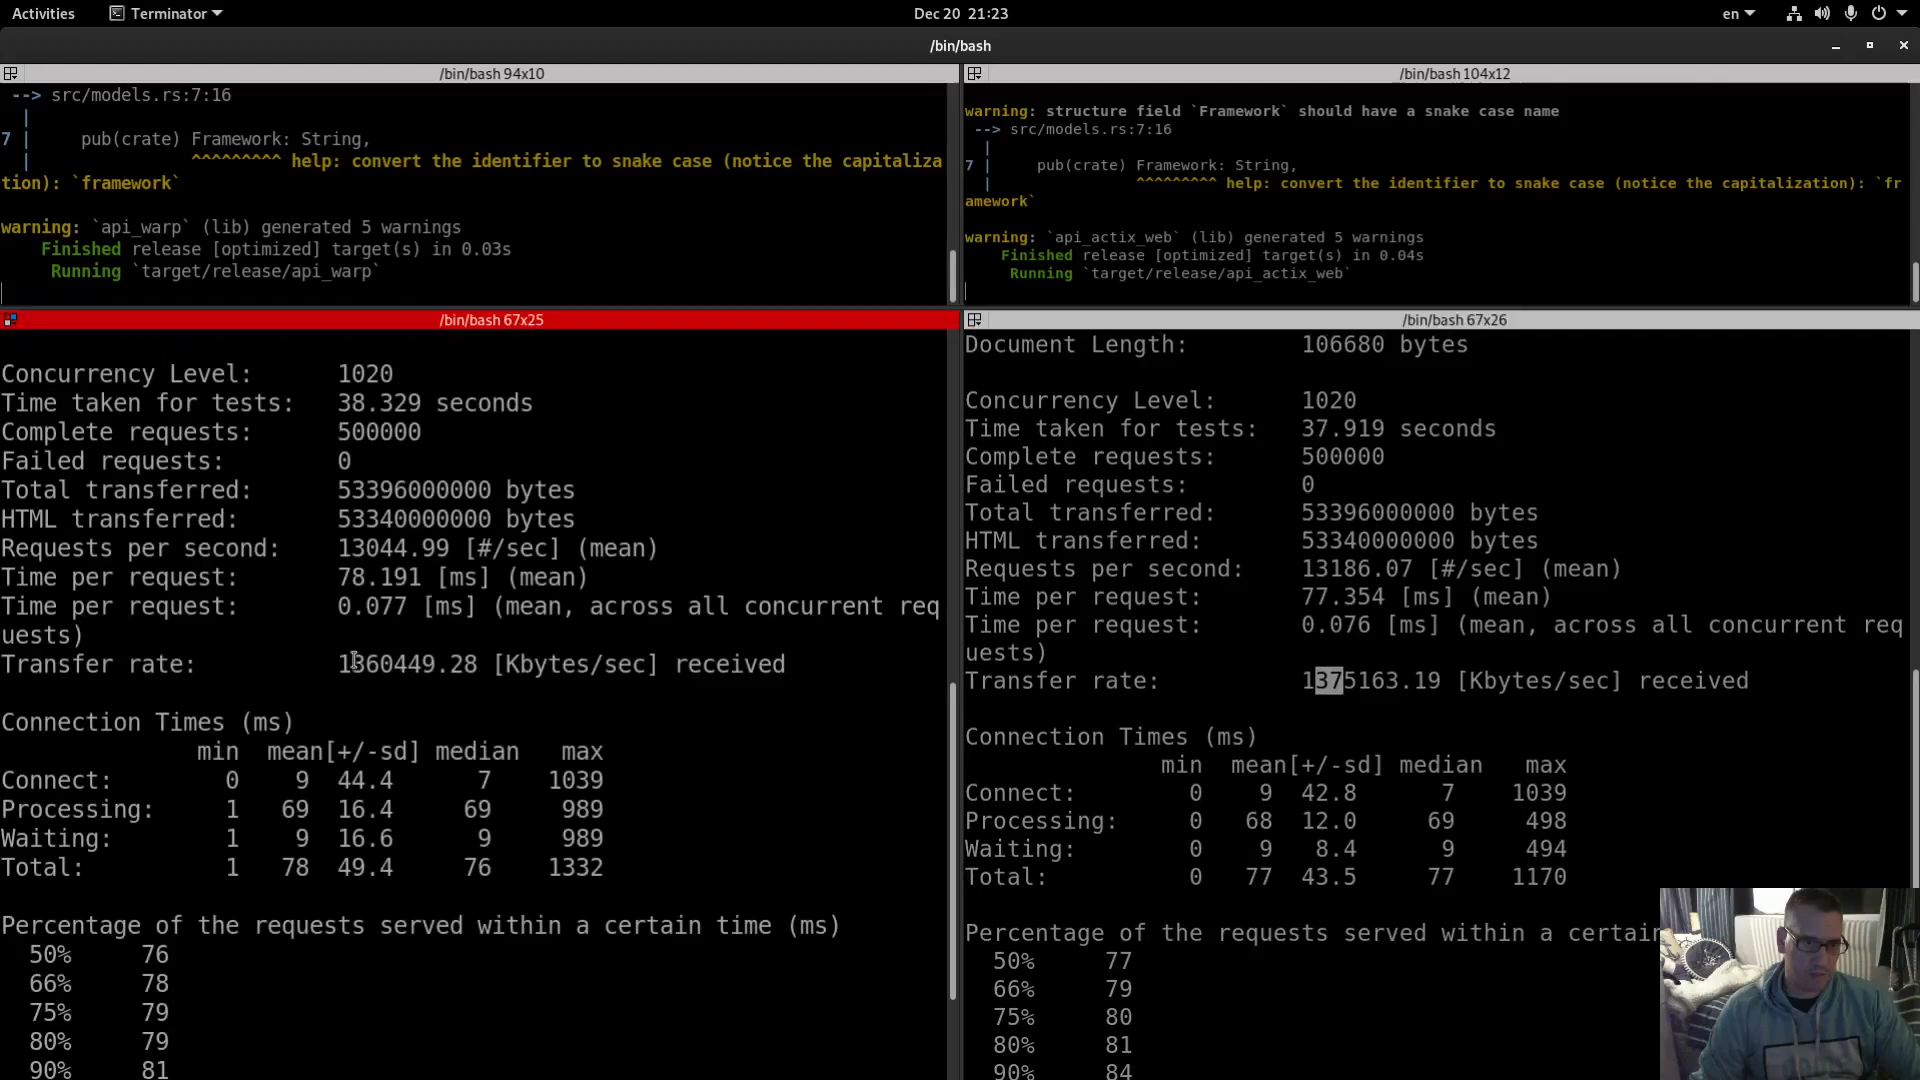 Activities
Terminator
Dec 20 21:23
en
/bin/bash
/bin/bash 94x10
--> src/models.rs:7:16
|
7 | pub(crate) Framework: String,
| ^^^^^^^^^ help: convert the identifier to snake case (notice the capitaliza
tion): `framework`
warning: `api_warp` (lib) generated 5 warnings
Finished release [optimized] target(s) in 0.03s
Running `target/release/api_warp`
/bin/bash 104x12
warning: structure field `Framework` should have a snake case name
--> src/models.rs:7:16
|
7 | pub(crate) Framework: String,
| ^^^^^^^^^ help: convert the identifier to snake case (notice the capitalization): `fr
amework`
warning: `api_actix_web` (lib) generated 5 warnings
Finished release [optimized] target(s) in 0.04s
Running `target/release/api_actix_web`
/bin/bash 67x25
Concurrency Level: 1020
Time taken for tests: 38.329 seconds
Complete requests: 500000
Failed requests: 0
Total transferred: 53396000000 bytes
HTML transferred: 53340000000 bytes
Requests per second: 13044.99 [#/sec] (mean)
Time per request: 78.191 [ms] (mean)
Time per request: 0.077 [ms] (mean, across all concurrent req
uests)
Transfer rate: 1360449.28 [Kbytes/sec] received
Connection Times (ms)
min mean[+/-sd] median max
Connect: 0 9 44.4 7 1039
Processing: 1 69 16.4 69 989
Waiting: 1 9 16.6 9 989
Total: 1 78 49.4 76 1332
Percentage of the requests served within a certain time (ms)
50% 76
66% 78
75% 79
80% 79
90% 81
/bin/bash 67x26
Document Length: 106680 bytes
Concurrency Level: 1020
Time taken for tests: 37.919 seconds
Complete requests: 500000
Failed requests: 0
Total transferred: 53396000000 bytes
HTML transferred: 53340000000 bytes
Requests per second: 13186.07 [#/sec] (mean)
Time per request: 77.354 [ms] (mean)
Time per request: 0.076 [ms] (mean, across all concurrent req
uests)
Transfer rate: 1375163.19 [Kbytes/sec] received
Connection Times (ms)
min mean[+/-sd] median max
Connect: 0 9 42.8 7 1039
Processing: 0 68 12.0 69 498
Waiting: 0 9 8.4 9 494
Total: 0 77 43.5 77 1170
Percentage of the requests served within a certai
50% 77
66% 79
75% 80
80% 81
90% 84